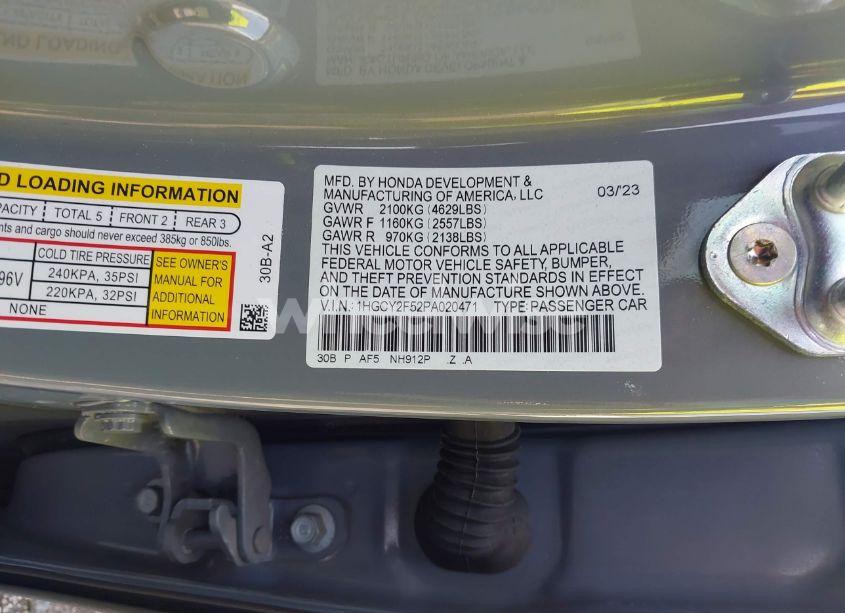 D LOADING INFORMATION
PACITY TOTAL 5 FRONT 2 REAR 3
nts and cargo should never exceed 385kg or 850lbs.
COLD TIRE PRESSURE
96V 240KPA, 35PSI
220KPA, 32PSI
NONE
SEE OWNER'S
MANUAL FOR
ADDITIONAL
INFORMATION
30B-A2
MFD. BY HONDA DEVELOPMENT &
MANUFACTURING OF AMERICA, LLC 03/23
GVWR 2100KG (4629LBS)
GAWR F 1160KG (2557LBS)
GAWR R 970KG (2138LBS)
THIS VEHICLE CONFORMS TO ALL APPLICABLE
FEDERAL MOTOR VEHICLE SAFETY, BUMPER,
AND THEFT PREVENTION STANDARDS IN EFFECT
ON THE DATE OF MANUFACTURE SHOWN ABOVE.
V.I.N.: 1HGCY2F52PA020471 TYPE: PASSENGER CAR
30B P AF5 NH912P .Z .A